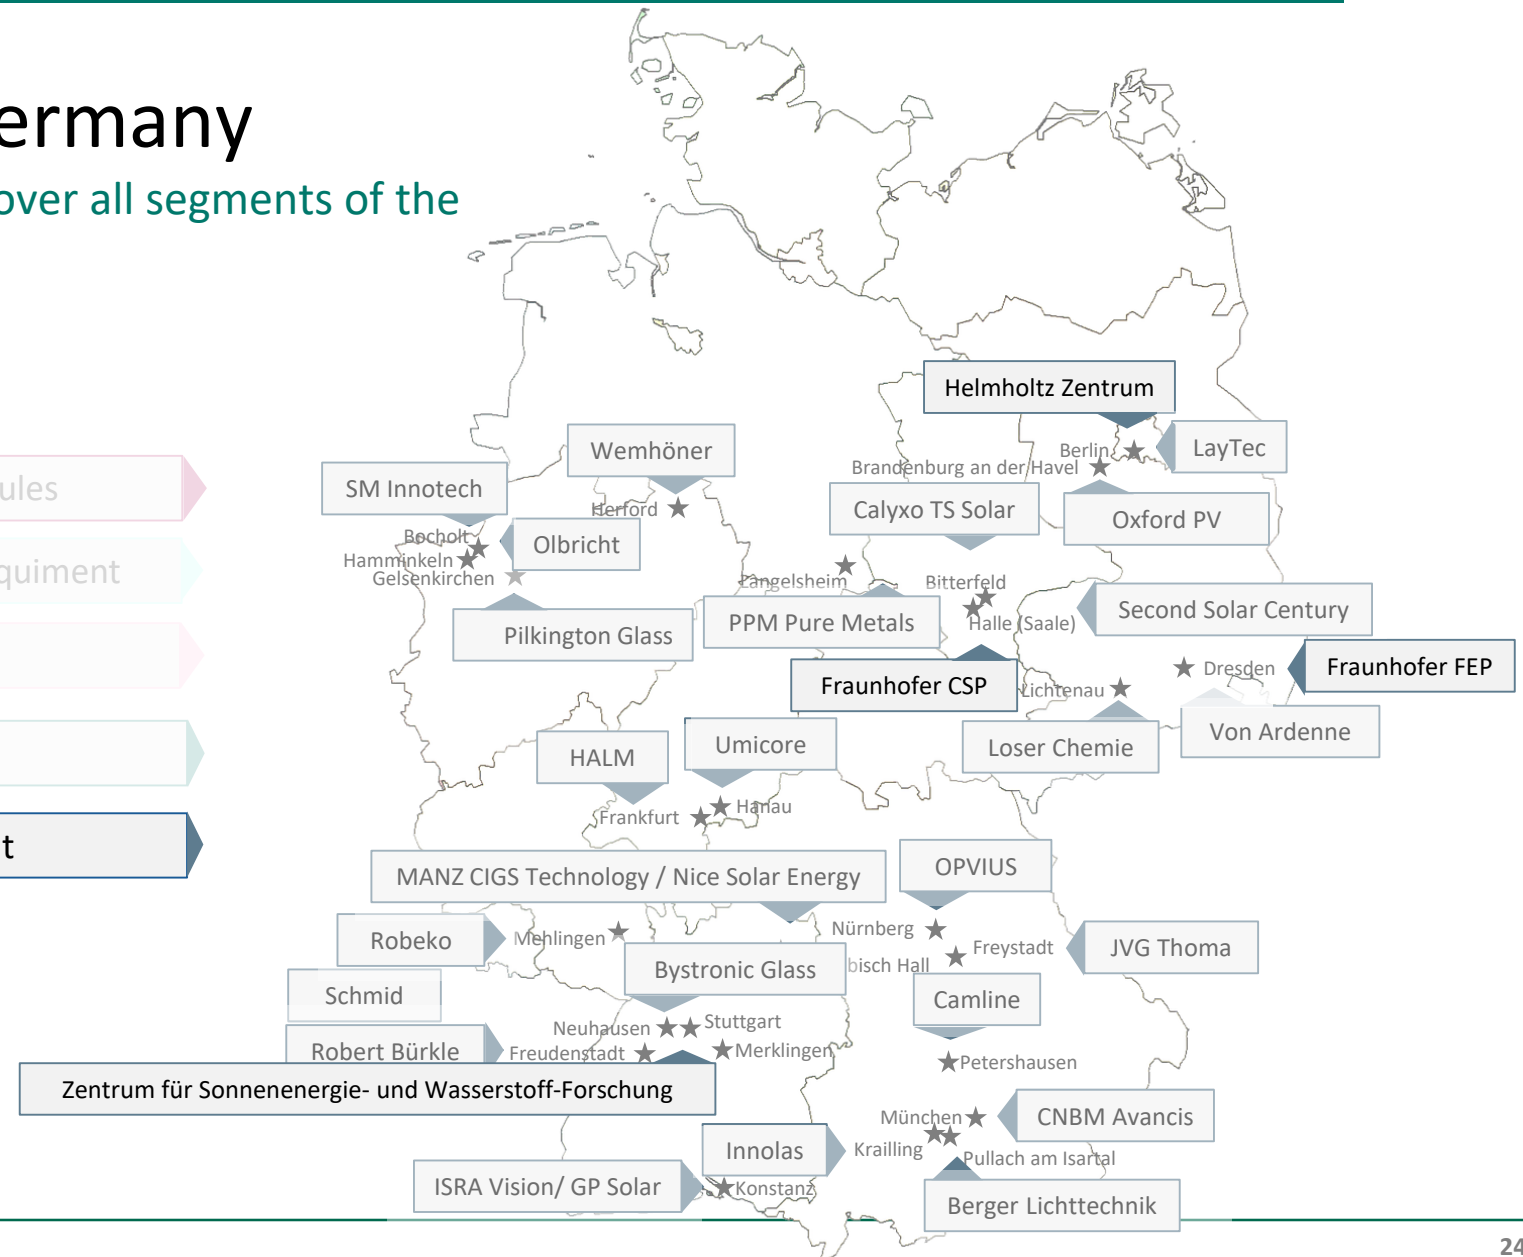 ermany
over all segments of the
Helmholtz Zentrum
Wemhöner
Berlin
LayTec
Brandenburg an der Havel
SM Innotech
ules
Herford
Calyxo TS Solar
Oxford PV
Bocholt
Olbricht
Hamminkeln
Gelsenkirchen
quiment
Langelsheim
Bitterfeld
Second Solar Century
Pilkington Glass
PPM Pure Metals
Halle (Saale)
Fraunhofer CSP
Lichtenau
Dresden
Fraunhofer FEP
HALM
Umicore
Loser Chemie
Von Ardenne
Frankfurt
Hanau
t
MANZ CIGS Technology / Nice Solar Energy
OPVIUS
Robeko
Mehlingen
Nürnberg
Freystadt
JVG Thoma
Bystronic Glass
bisch Hall
Schmid
Camline
Neuhausen
Stuttgart
Robert Bürkle
Freudenstadt
Merklingen
Petershausen
Zentrum für Sonnenenergie- und Wasserstoff-Forschung
München
CNBM Avancis
Innolas
Krailling
Pullach am Isartal
ISRA Vision/ GP Solar
Konstanz
Berger Lichttechnik
24